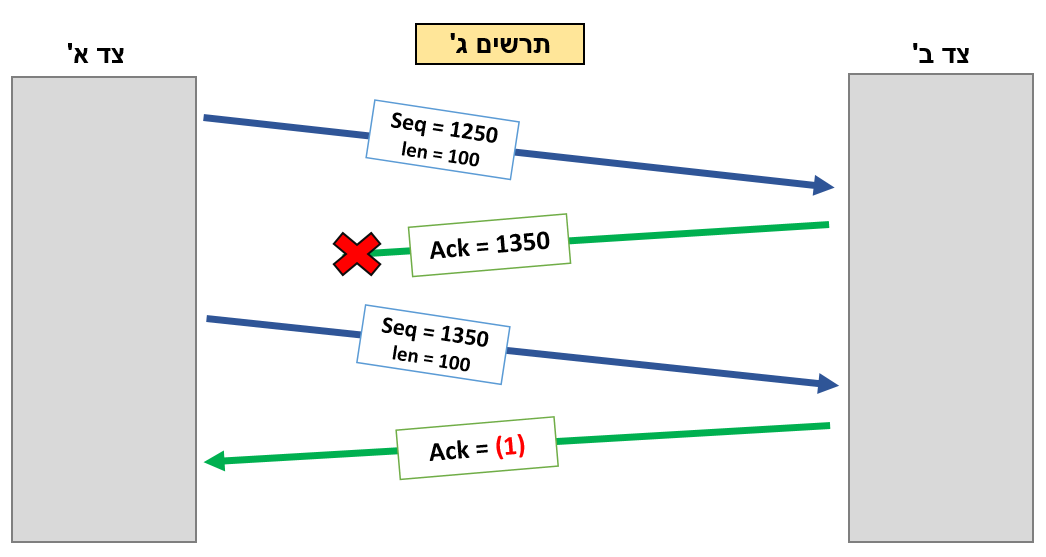 תרשים ג'
צד א'
צד ב'
Seq = 1250
len = 100
Ack = 1350
Seq = 1350
len = 100
Ack = (1)